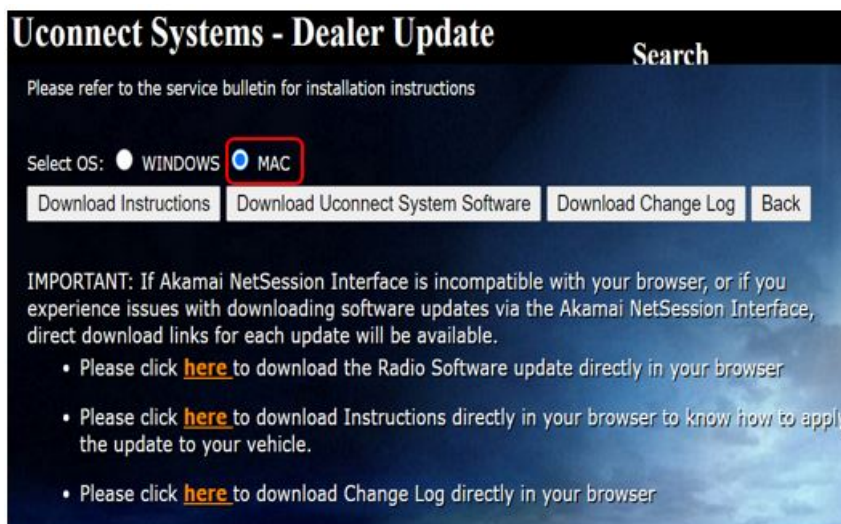 Uconnect Systems - Dealer Update
Search
Please refer to the service bulletin for installation instructions
Select OS: WINDOWS MAC
Download Instructions Download Uconnect System Software Download Change Log Back
IMPORTANT: If Akamai NetSession Interface is incompatible with your browser, or if you
experience issues with downloading software updates via the Akamai NetSession Interface,
direct download links for each update will be available.
• Please click here to download the Radio Software update directly in your browser
• Please click here to download Instructions directly in your browser to know how to apply
the update to your vehicle.
• Please click here to download Change Log directly in your browser